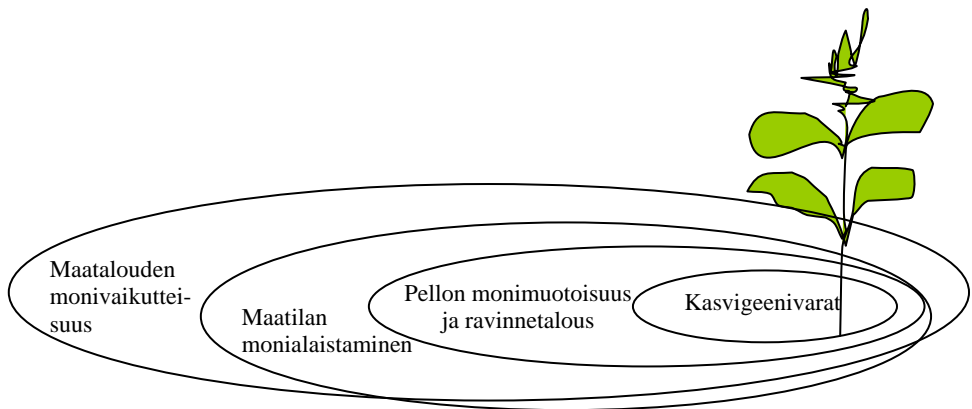 Maatalouden
monivaikuttei-
suus
Maatilan
monialaistaminen
Pellon monimuotoisuus
ja ravinnetalous
Kasvigeenivarat